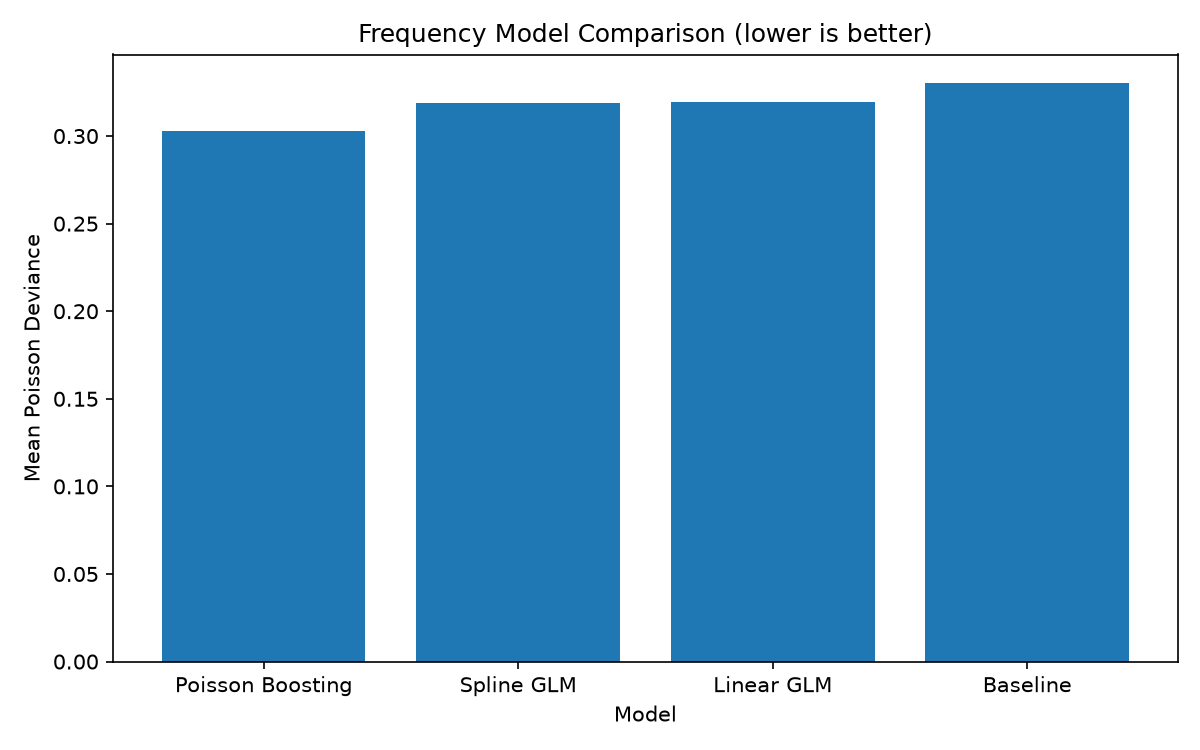 Frequency Model Comparison (lower is better)
Mean Poisson Deviance
0.30
0.25
0.20
0.15
0.10
0.05
0.00
Poisson Boosting
Spline GLM
Linear GLM
Baseline
Model